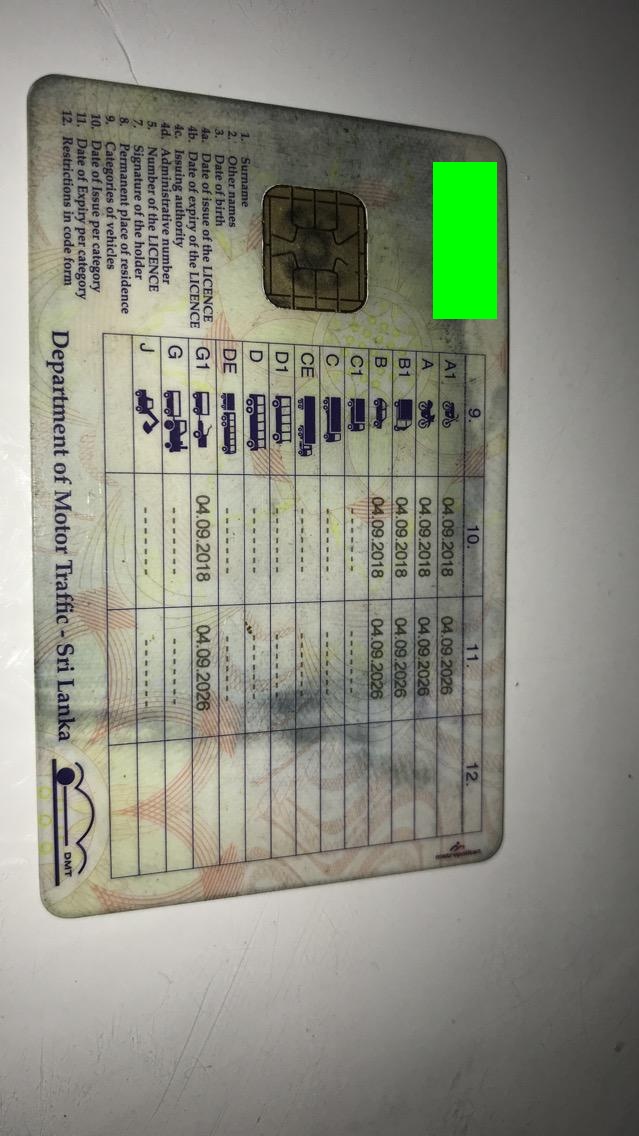 1. Surname
2. Other names
3. Date of birth
4a. Date of issue of the LICENCE
4b. Date of expiry of the LICENCE
4c. Issuing authority
4d. Administrative number
5. Number of the LICENCE
7. Signature of the holder
8. Permanent place of residence
9. Categories of vehicles
10. Date of Issue per category
11. Date of Expiry per category
12. Restrictions in code form
9. 10. 11. 12.
A1 04.09.2018 04.09.2026
A 04.09.2018 04.09.2026
B1 04.09.2018 04.09.2026
B 04.09.2018 04.09.2026
C1 ------ ------
C ------ ------
CE ------ ------
D1 ------ ------
D ------ ------
DE ------ ------
G1 04.09.2018 04.09.2026
G ------ ------
J ------ ------
metropolitan
Department of Motor Traffic - Sri Lanka
DMT